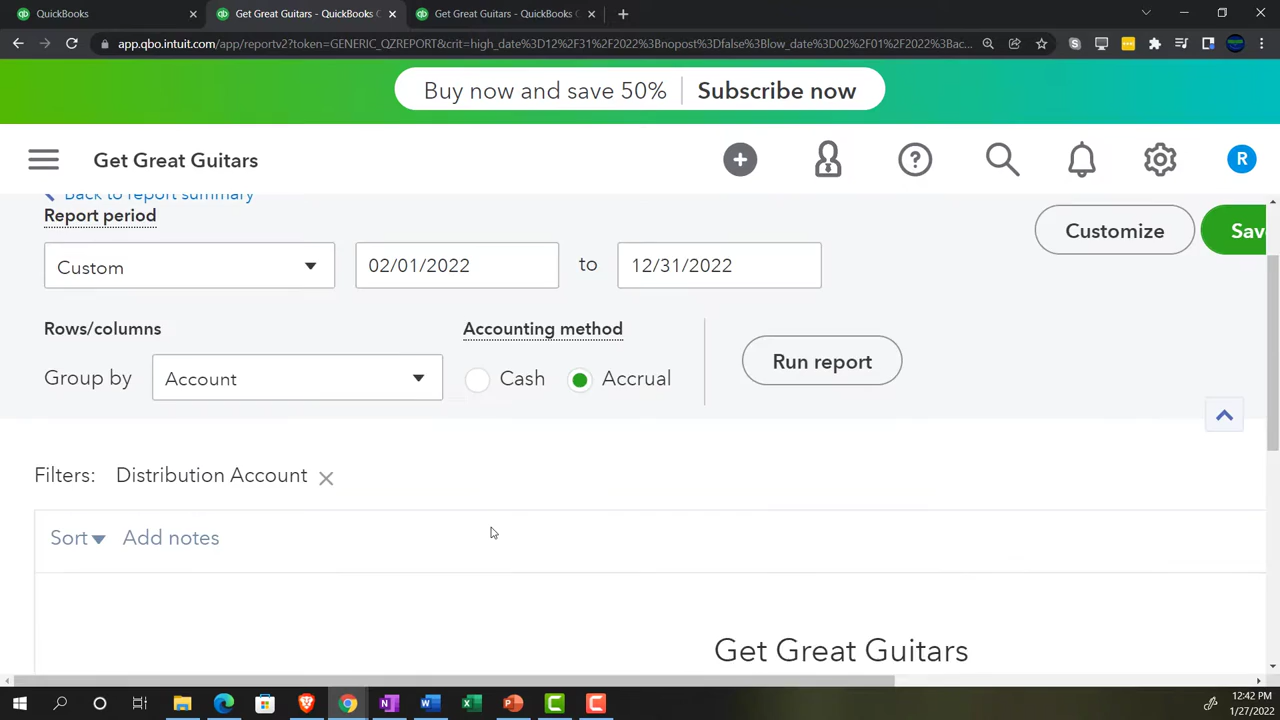 QuickBooks
Get Great Guitars - QuickBooks
Get Great Guitars - QuickBooks
app.qbo.intuit.com/app/reportv2?token=GENERIC_QZREPORT&crit=high_date%3D12%2F31%2F2022%3Bnopost%3Dfalse%3Blow_date%3D02%2F01%2F2022%3Bac...
Buy now and save 50% Subscribe now
Get Great Guitars
R
Back to report summary
Report period
Customize
Sav
Custom
02/01/2022
to
12/31/2022
Rows/columns
Accounting method
Group by
Account
Cash
Accrual
Run report
Filters: Distribution Account
Sort Add notes
Get Great Guitars
12:42 PM
1/27/2022